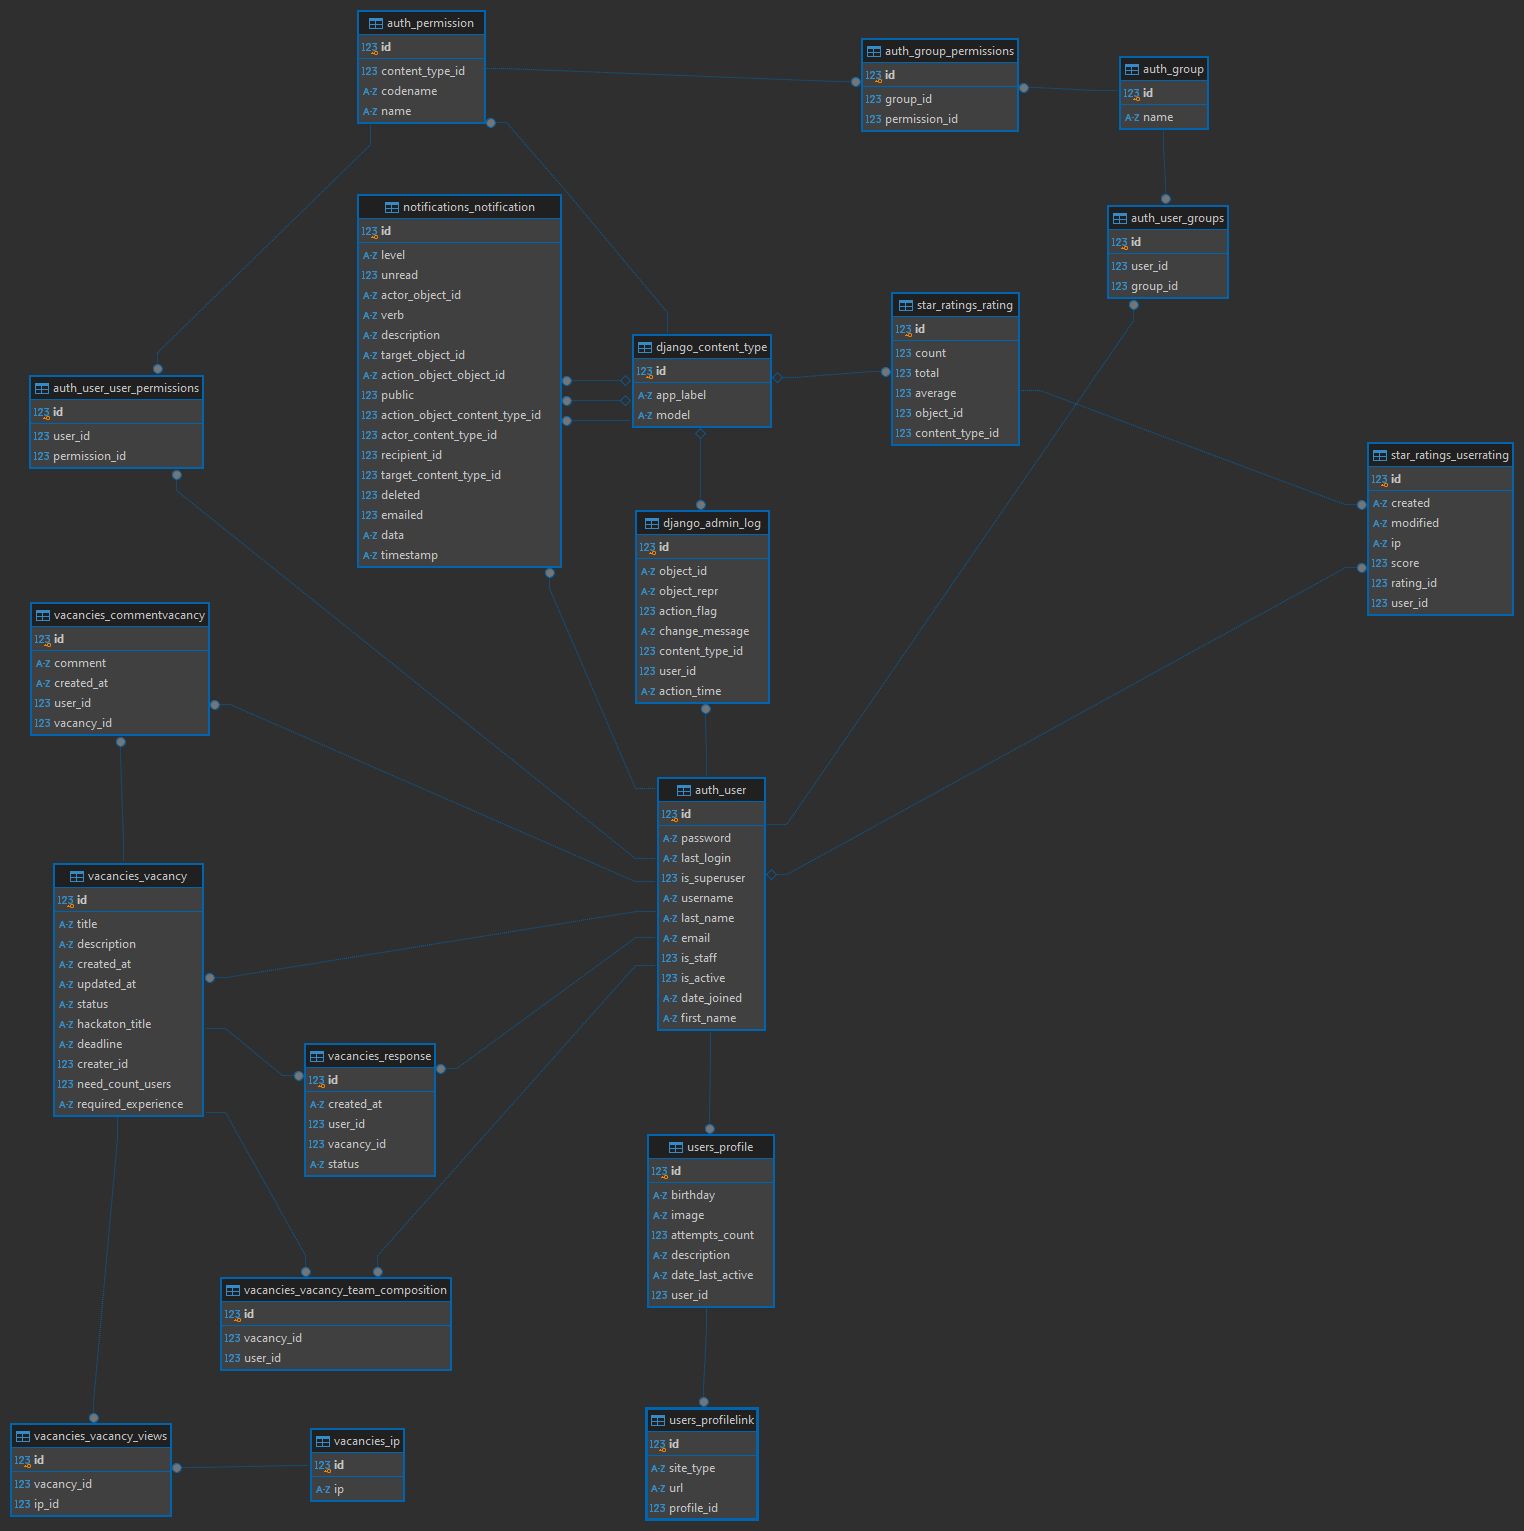 auth_permission
123 id
123 content_type_id
A-Z codename
A-Z name
auth_group_permissions
123 id
123 group_id
123 permission_id
auth_group
123 id
A-Z name
notifications_notification
123 id
A-Z level
123 unread
A-Z actor_object_id
A-Z verb
A-Z description
A-Z target_object_id
A-Z action_object_object_id
123 public
123 action_object_content_type_id
123 actor_content_type_id
123 recipient_id
123 target_content_type_id
123 deleted
123 emailed
A-Z data
A-Z timestamp
auth_user_groups
123 id
123 user_id
123 group_id
star_ratings_rating
123 id
123 count
123 total
123 average
123 object_id
123 content_type_id
django_content_type
123 id
A-Z app_label
A-Z model
auth_user_user_permissions
123 id
123 user_id
123 permission_id
star_ratings_userrating
123 id
A-Z created
A-Z modified
A-Z ip
123 score
123 rating_id
123 user_id
django_admin_log
123 id
A-Z object_id
A-Z object_repr
123 action_flag
A-Z change_message
123 content_type_id
123 user_id
A-Z action_time
vacancies_commentvacancy
123 id
A-Z comment
A-Z created_at
123 user_id
123 vacancy_id
auth_user
123 id
A-Z password
A-Z last_login
123 is_superuser
A-Z username
A-Z last_name
A-Z email
123 is_staff
123 is_active
A-Z date_joined
A-Z first_name
vacancies_vacancy
123 id
A-Z title
A-Z description
A-Z created_at
A-Z updated_at
A-Z status
A-Z hackaton_title
A-Z deadline
123 creater_id
123 need_count_users
A-Z required_experience
vacancies_response
123 id
A-Z created_at
123 user_id
123 vacancy_id
A-Z status
users_profile
123 id
A-Z birthday
A-Z image
123 attempts_count
A-Z description
A-Z date_last_active
123 user_id
vacancies_vacancy_team_composition
123 id
123 vacancy_id
123 user_id
users_profilelink
123 id
A-Z site_type
A-Z url
123 profile_id
vacancies_vacancy_views
123 id
123 vacancy_id
123 ip_id
vacancies_ip
123 id
A-Z ip